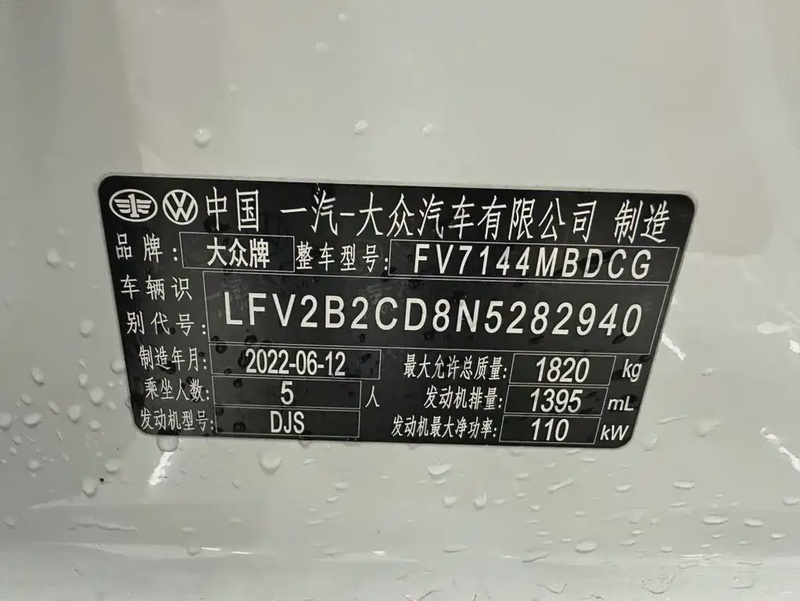 中国 一汽-大众汽车有限公司 制造
品牌: 大众牌 整车型号: FV7144MBDCG
车辆识别代号: LFV2B2CD8N5282940
制造年月: 2022-06-12 最大允许总质量: 1820 kg
乘坐人数: 5 人 发动机排量: 1395 mL
发动机型号: DJS 发动机最大净功率: 110 kW